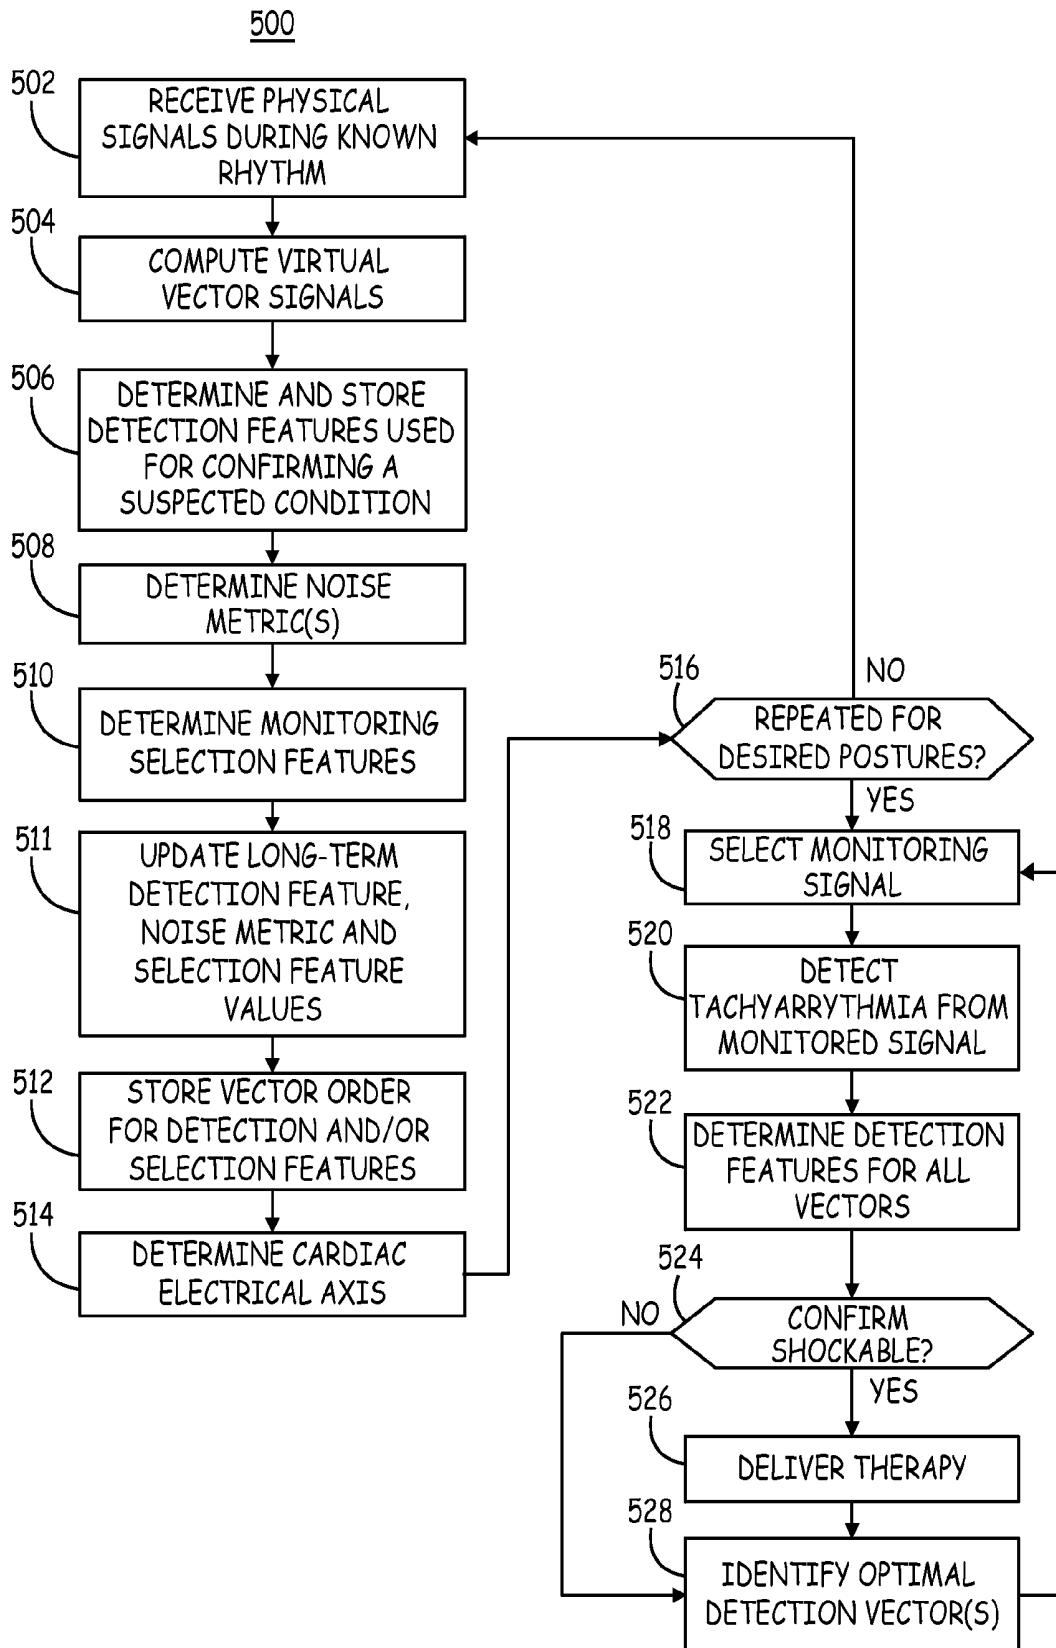 500
502
RECEIVE PHYSICAL
SIGNALS DURING KNOWN
RHYTHM
504
COMPUTE VIRTUAL
VECTOR SIGNALS
506
DETERMINE AND STORE
DETECTION FEATURES USED
FOR CONFIRMING A
SUSPECTED CONDITION
508
DETERMINE NOISE
METRIC(S)
510
DETERMINE MONITORING
SELECTION FEATURES
511
UPDATE LONG-TERM
DETECTION FEATURE,
NOISE METRIC AND
SELECTION FEATURE
VALUES
512
STORE VECTOR ORDER
FOR DETECTION AND/OR
SELECTION FEATURES
514
DETERMINE CARDIAC
ELECTRICAL AXIS
516
NO
REPEATED FOR
DESIRED POSTURES?
YES
518
SELECT MONITORING
SIGNAL
520
DETECT
TACHYARRYTHMIA FROM
MONITORED SIGNAL
522
DETERMINE DETECTION
FEATURES FOR ALL
VECTORS
524
NO
CONFIRM
SHOCKABLE?
YES
526
DELIVER THERAPY
528
IDENTIFY OPTIMAL
DETECTION VECTOR(S)